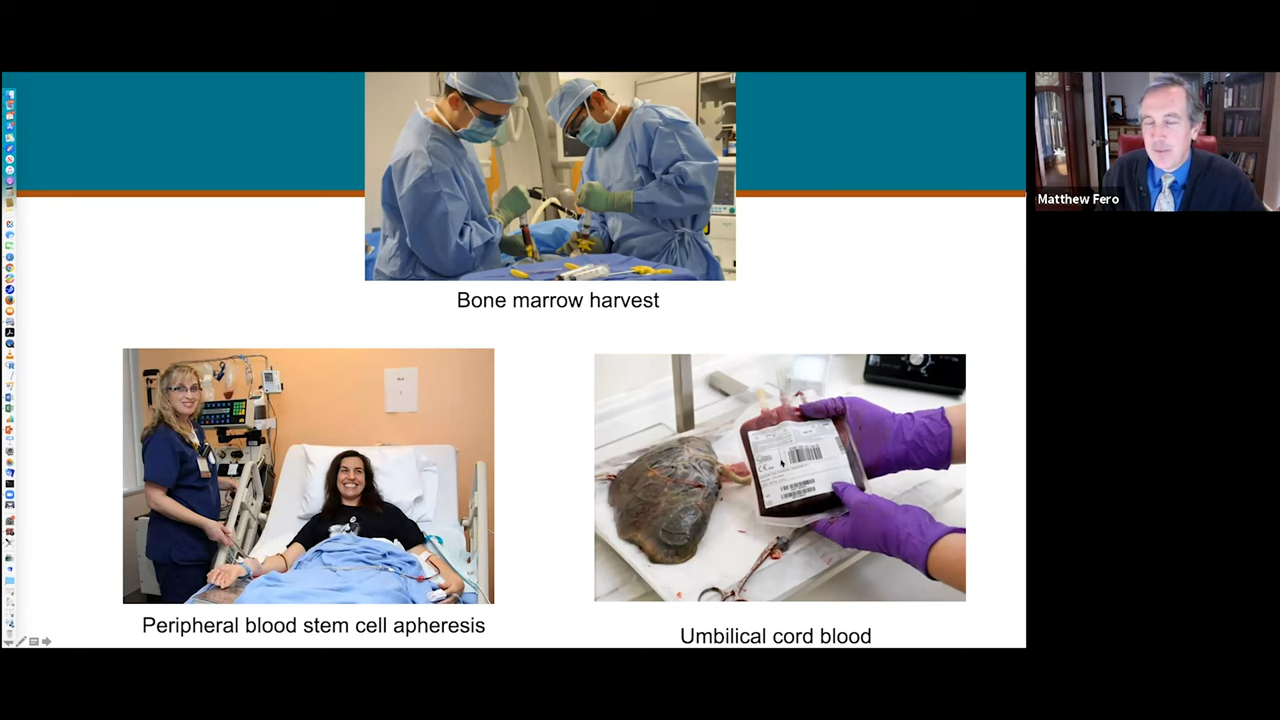 Bone marrow harvest
Matthew Fero
Peripheral blood stem cell apheresis
Umbilical cord blood